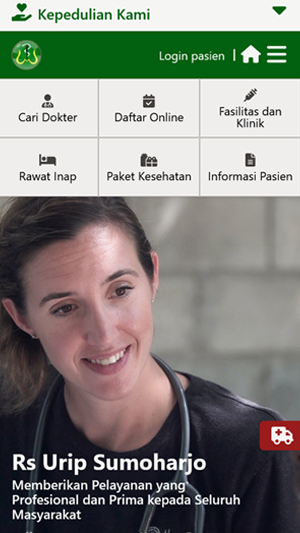 Kepedulian Kami
Login pasien |
Cari Dokter
Daftar Online
Fasilitas dan
Klinik
Rawat Inap
Paket Kesehatan
Informasi Pasien
Rs Urip Sumoharjo
Memberikan Pelayanan yang
Profesional dan Prima kepada Seluruh
Masyarakat